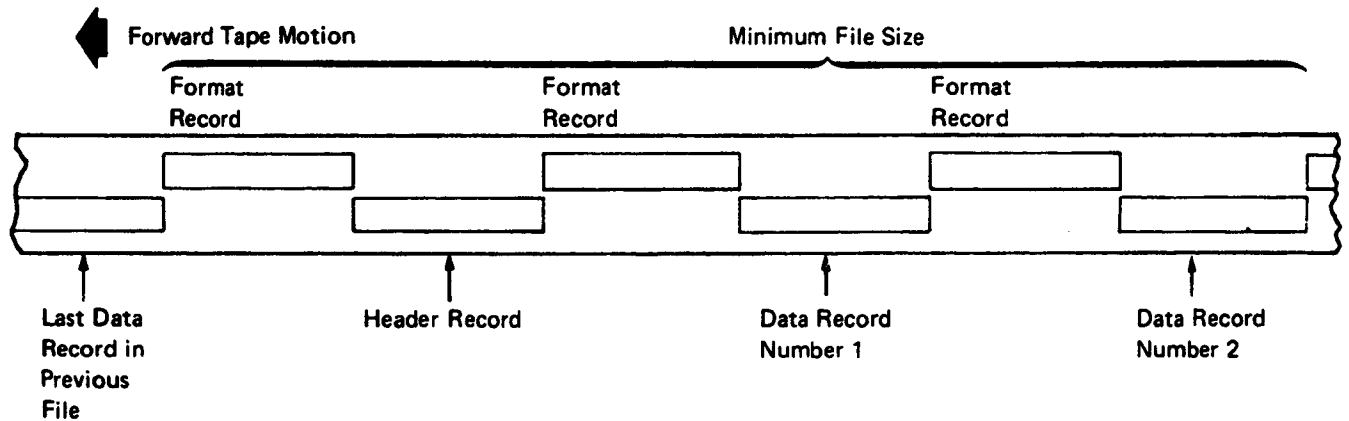 Forward Tape Motion
Minimum File Size
Format
Record
Format
Record
Format
Record
Last Data
Record in
Previous
File
Header Record
Data Record
Number 1
Data Record
Number 2